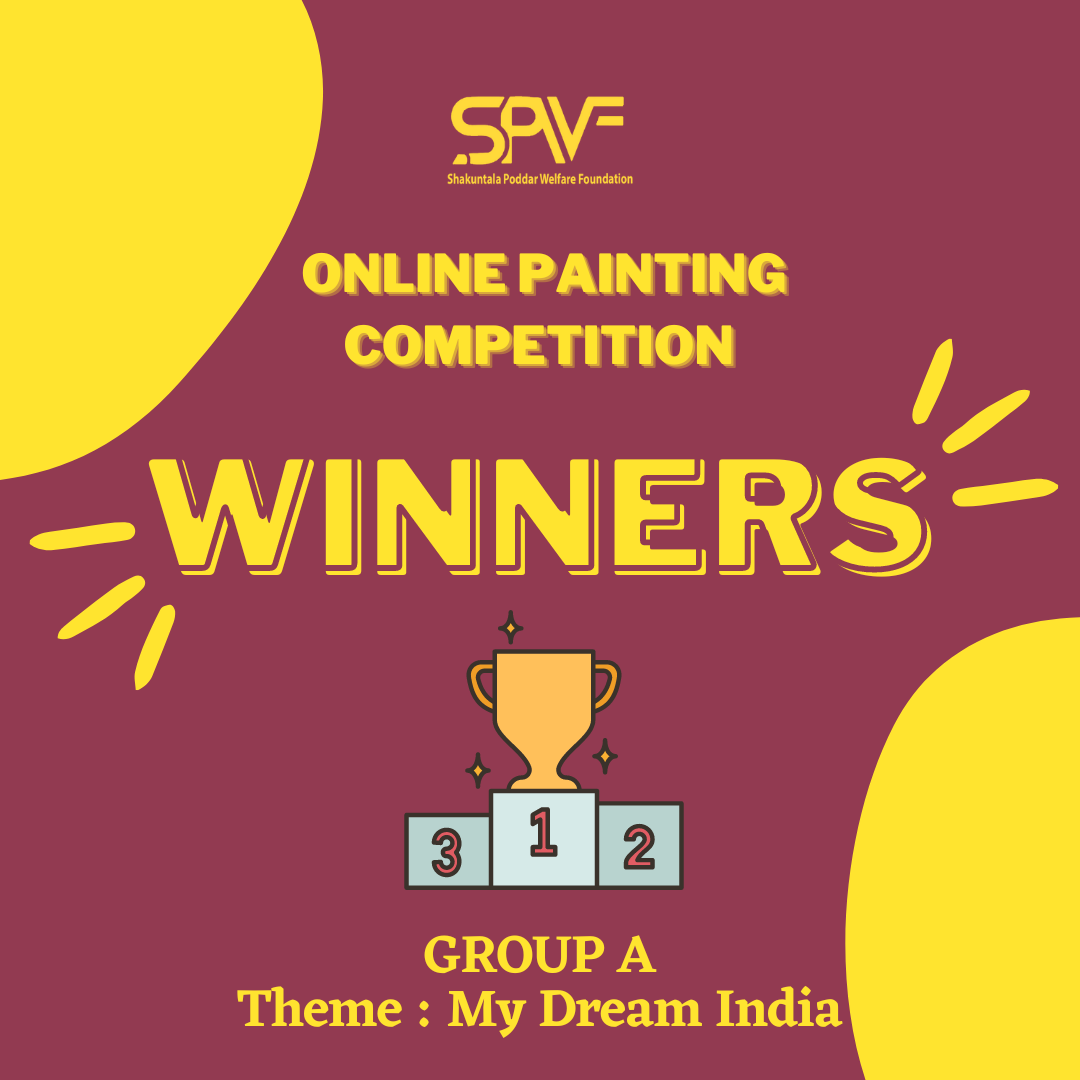 SPWF
Shakuntala Poddar Welfare Foundation
ONLINE PAINTING
COMPETITION
WINNERS
3 1 2
GROUP A
Theme : My Dream India